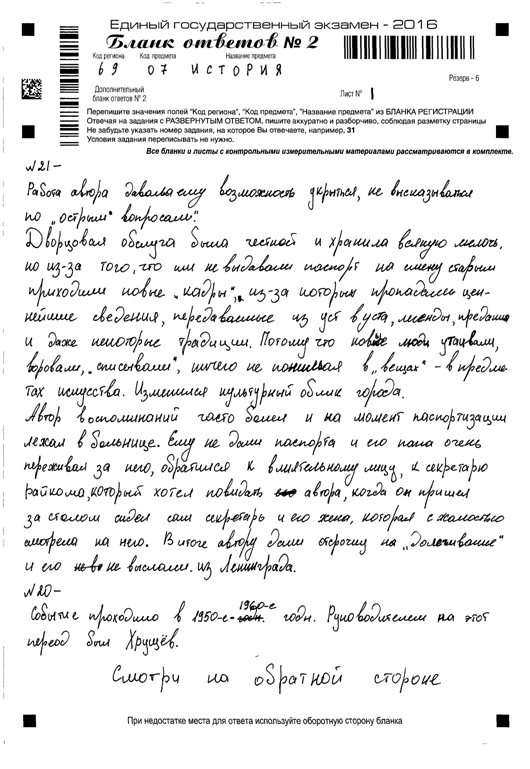 Единый государственный экзамен - 2016
Бланк ответов № 2
Код региона Код предмета Название предмета
69 07 ИСТОРИЯ
Резерв - 6
Дополнительный
бланк ответов № 2
Лист № 1
Перепишите значения полей "Код региона", "Код предмета", "Название предмета" из БЛАНКА РЕГИСТРАЦИИ
Отвечая на задания с РАЗВЕРНУТЫМ ОТВЕТОМ, пишите аккуратно и разборчиво, соблюдая разметку страницы
Не забудьте указать номер задания, на которое Вы отвечаете, например, 31
Условия задания переписывать не нужно.
Все бланки и листы с контрольными измерительными материалами рассматриваются в комплекте.
№21-
Работа автора давала ему возможность укрыться, не высказываться
по „острым" вопросам".
Дворцовая обслуга была честной и хранила всякую мелочь,
но из-за того, что им не выдавали паспорт на смену старым
приходили новые „кадры", из-за которых пропадали цен-
нейшие сведения, передаваемые из уст в уста, легенды, предания
и даже некоторые традиции. Потому что новые люди утаивали,
воровали, „списывали", ничего не понимая в „вещах" - в предме-
тах искусства. Изменился культурный облик города.
Автор воспоминаний часто болел и на момент паспортизации
лежал в больнице. Ему не дали паспорта и его папа очень
переживал за него, обратился к влиятельному лицу, к секретарю
райкома, который хотел повидать автора, когда он пришел
за столом сидел сам секретарь и его жена, которая с жалостью
смотрела на него. В итоге автору дали отсрочку на „долечивание"
и его не выслали. из Ленинграда.
№20-
Событие проходило в 1950-е-1960-е годы. Руководителем на этот
период был Хрущёв.
Смотри на обратной стороне
При недостатке места для ответа используйте оборотную сторону бланка